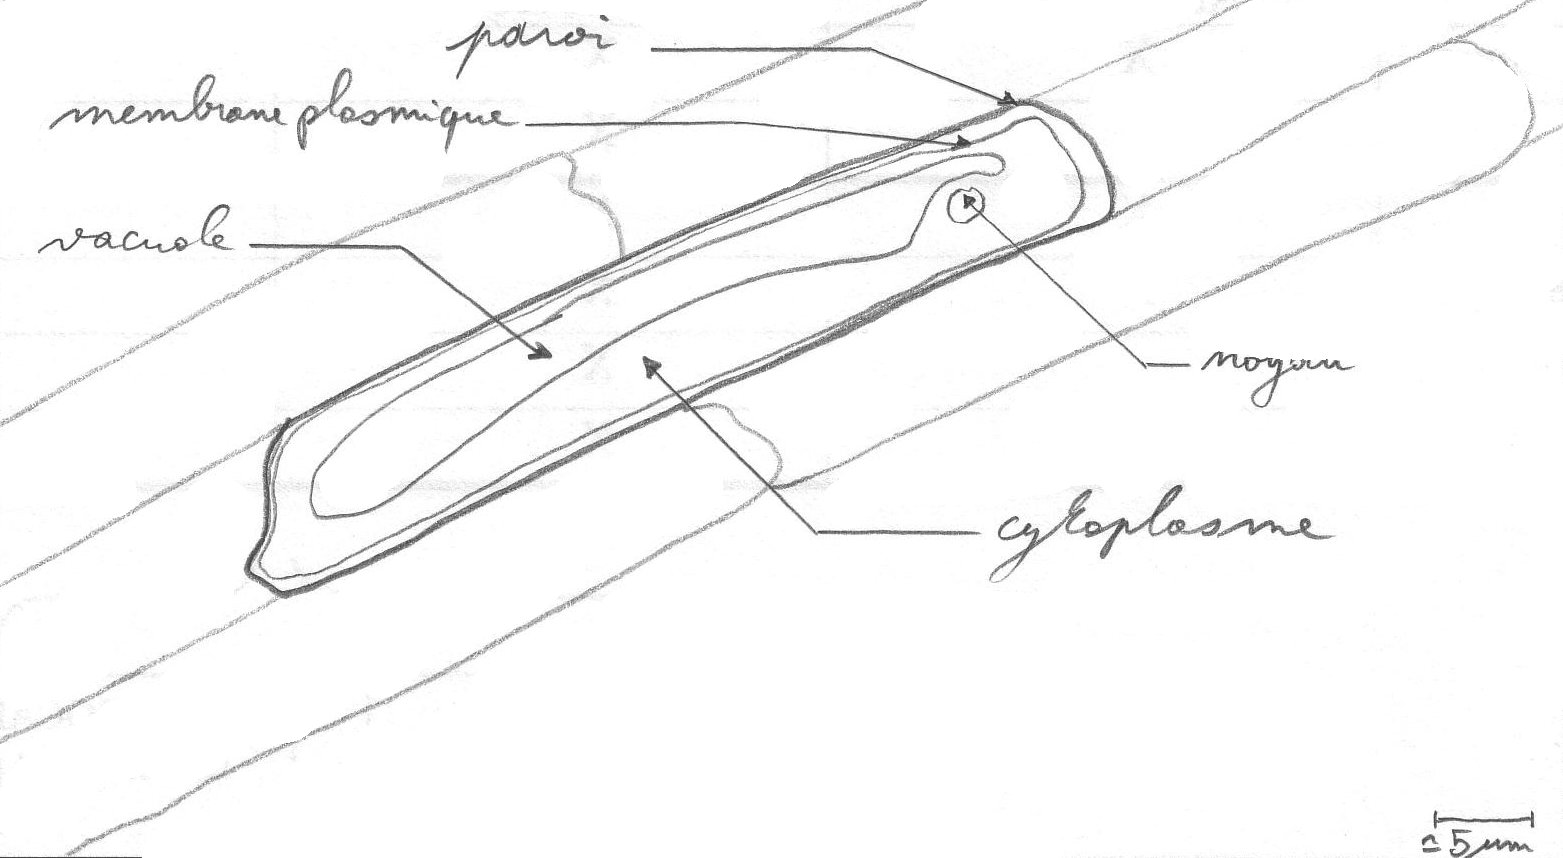 paroi
membrane plasmique
vacuole
noyau
cytoplasme
≃ 5 µm